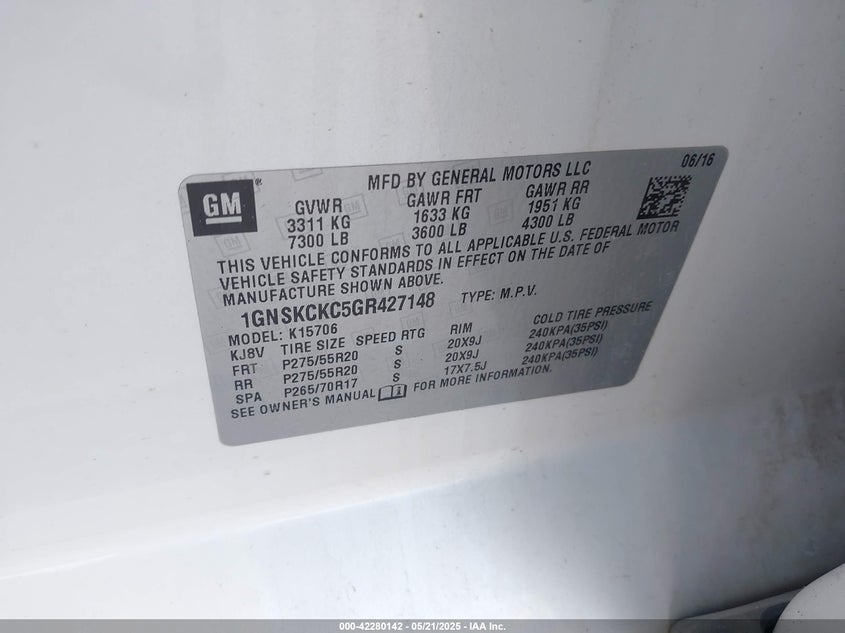 06/16
GM
MFD BY GENERAL MOTORS LLC
GVWR GAWR FRT GAWR RR
3311 KG 1633 KG 1951 KG
7300 LB 3600 LB 4300 LB
THIS VEHICLE CONFORMS TO ALL APPLICABLE U.S. FEDERAL MOTOR
VEHICLE SAFETY STANDARDS IN EFFECT ON THE DATE OF
MANUFACTURE SHOWN ABOVE.
1GNSKCKC5GR427148 TYPE: M.P.V.
MODEL: K15706
KJ8V TIRE SIZE SPEED RTG RIM COLD TIRE PRESSURE
FRT P275/55R20 S 20X9J 240KPA(35PSI)
RR P275/55R20 S 20X9J 240KPA(35PSI)
SPA P265/70R17 S 17X7.5J 240KPA(35PSI)
SEE OWNER'S MANUAL FOR MORE INFORMATION.
000-42280142 - 05/21/2025 - IAA Inc.